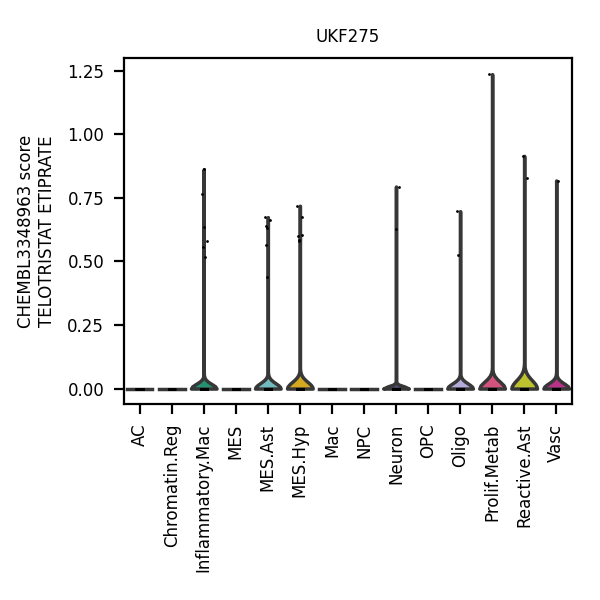 UKF275
CHEMBL3348963 score
TELOTRISTAT ETIPRATE
1.25
1.00
0.75
0.50
0.25
0.00
AC
Chromatin.Reg
Inflammatory.Mac
MES
MES.Ast
MES.Hyp
Mac
NPC
Neuron
OPC
Oligo
Prolif.Metab
Reactive.Ast
Vasc